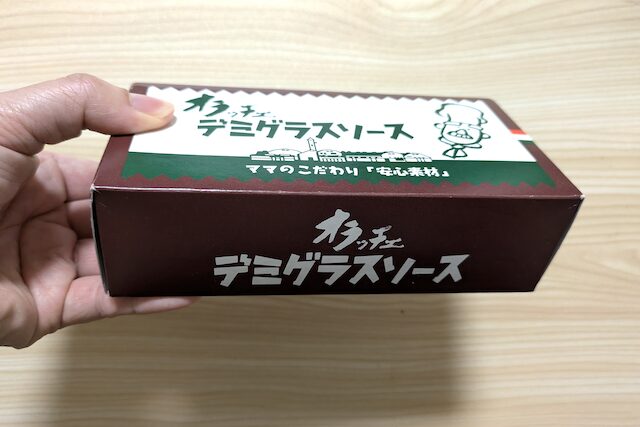 オラッチェ
デミグラスソース
ママのこだわり『安心素材』
オラッチェ
デミグラスソース